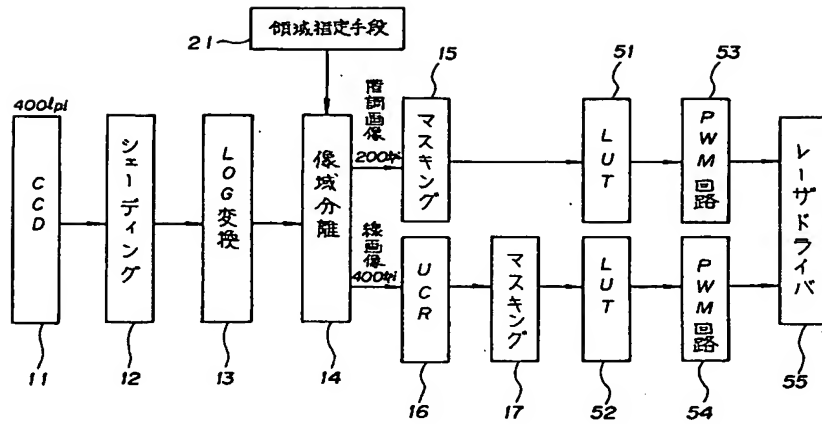 領域指定手段
21
400lpi
CCD
11
シェーディング
12
LOG変換
13
像域分離
14
階調画像
200lpi
線画像
400lpi
マスキング
15
UCR
16
マスキング
17
LUT
51
LUT
52
PWM回路
53
PWM回路
54
レーザドライバ
55